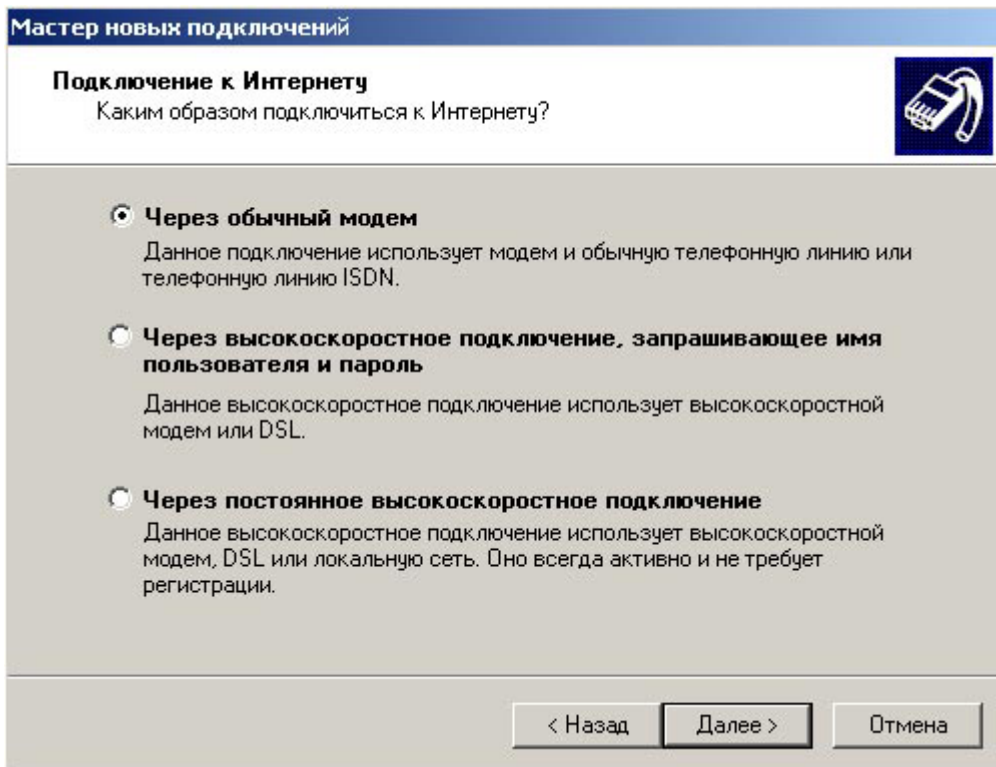 Мастер новых подключений
Подключение к Интернету
Каким образом подключиться к Интернету?
Через обычный модем
Данное подключение использует модем и обычную телефонную линию или
телефонную линию ISDN.
Через высокоскоростное подключение, запрашивающее имя
пользователя и пароль
Данное высокоскоростное подключение использует высокоскоростной
модем или DSL.
Через постоянное высокоскоростное подключение
Данное высокоскоростное подключение использует высокоскоростной
модем, DSL или локальную сеть. Оно всегда активно и не требует
регистрации.
< Назад Далее > Отмена